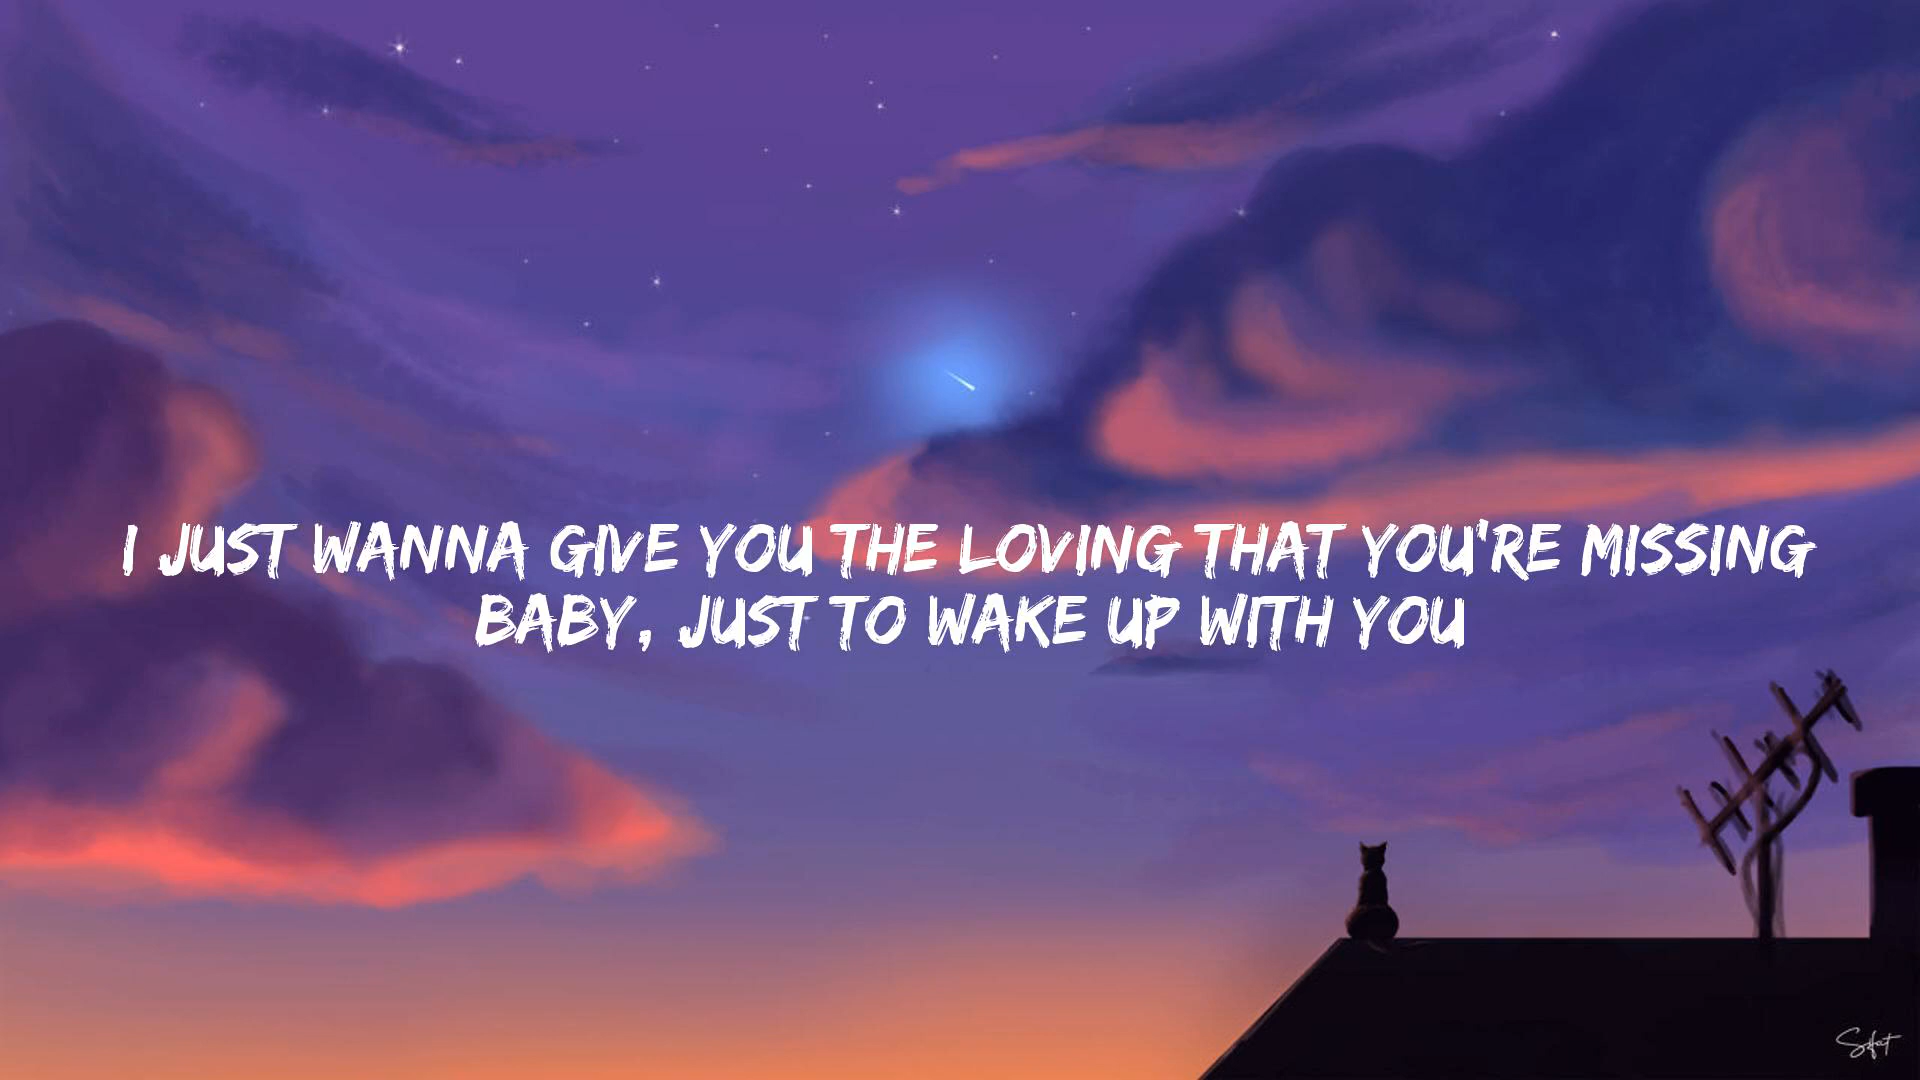 I JUST WANNA GIVE YOU THE LOVING THAT YOU'RE MISSING
BABY, JUST TO WAKE UP WITH YOU